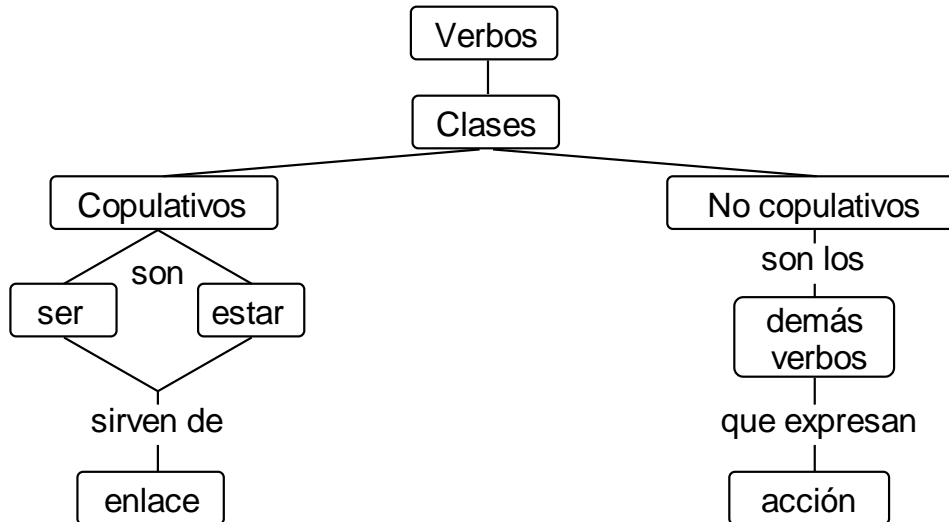 Verbos
Clases
Copulativos
No copulativos
son
son los
ser
estar
demás
verbos
sirven de
que expresan
enlace
acción